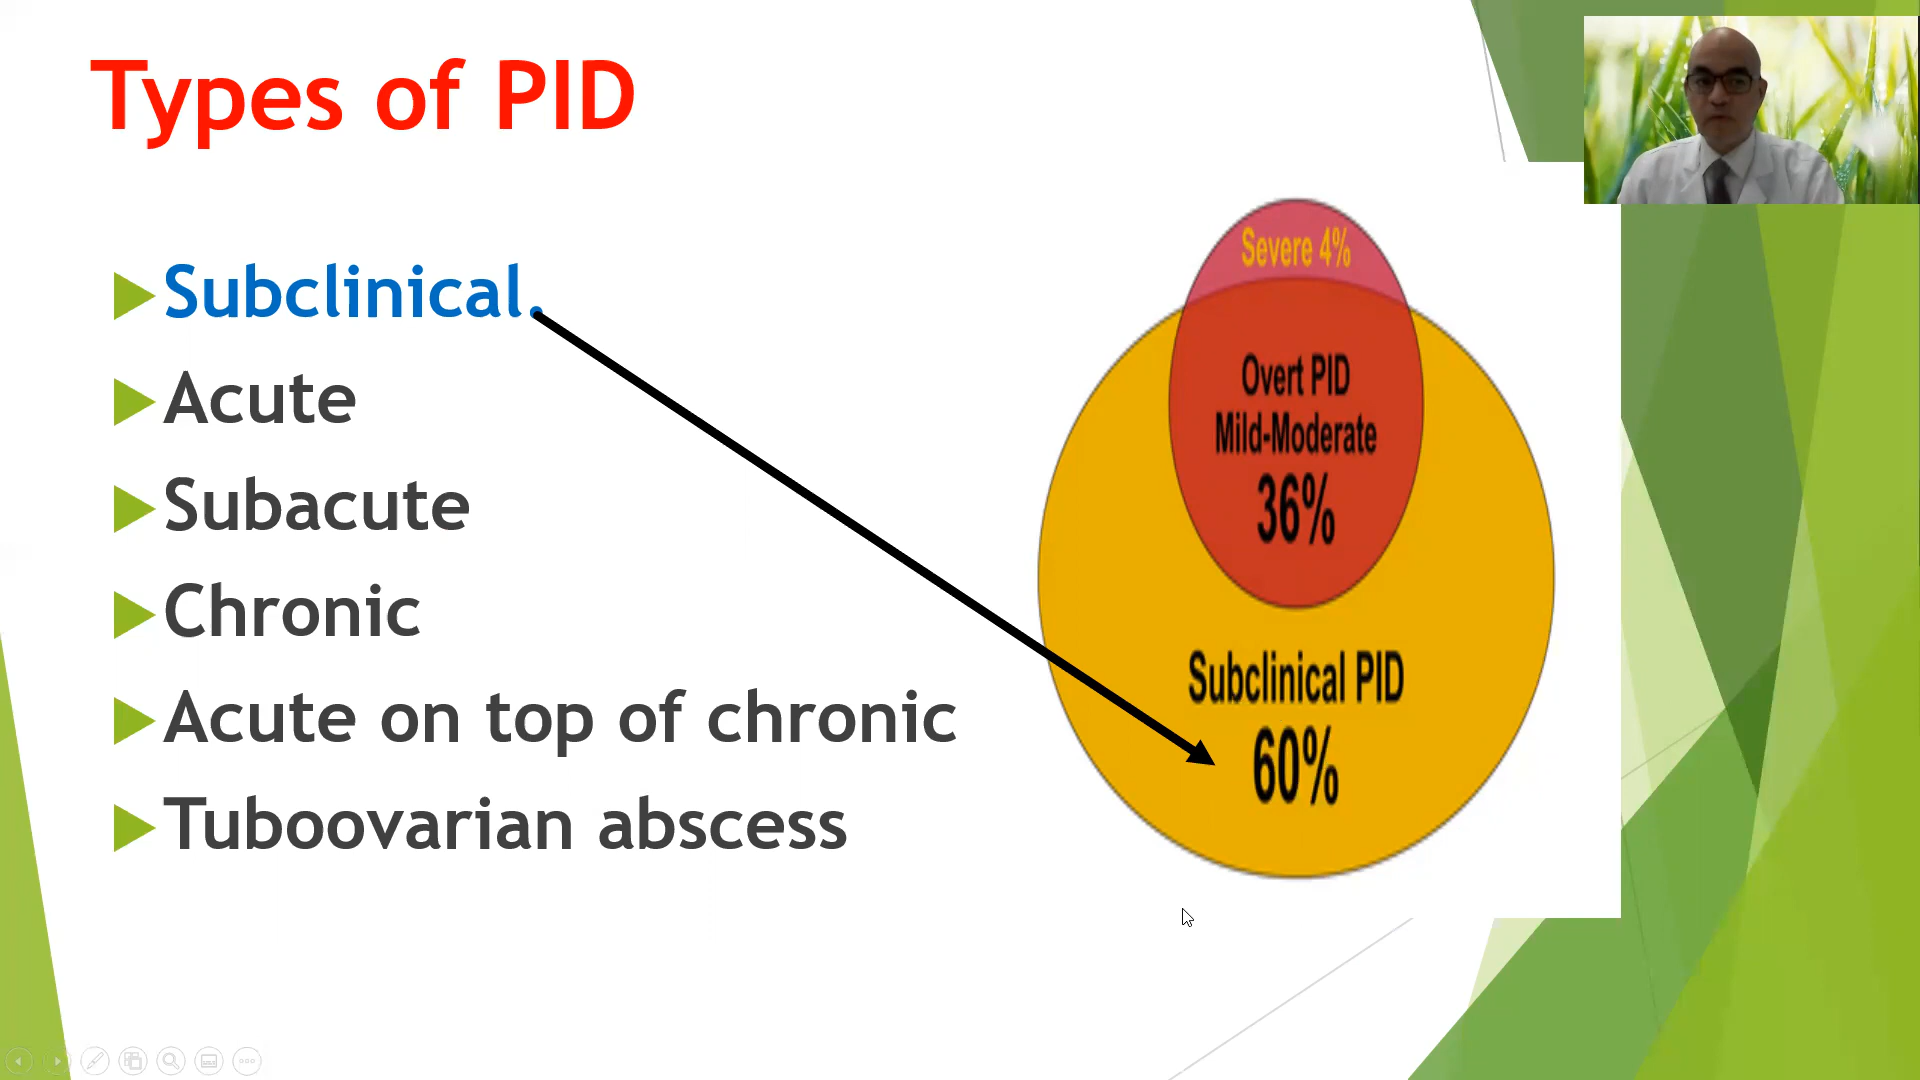 Types of PID
Subclinical.
Acute
Subacute
Chronic
Acute on top of chronic
Tuboovarian abscess
Severe 4%
Overt PID
Mild-Moderate
36%
Subclinical PID
60%